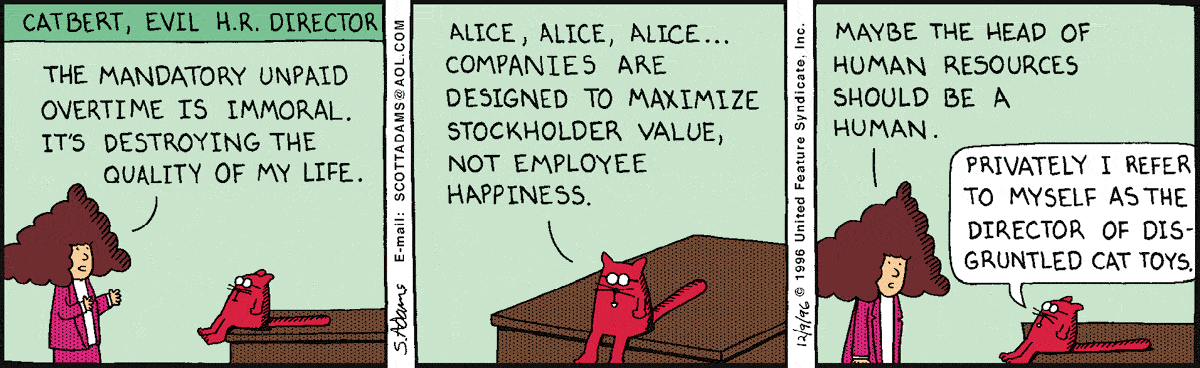 CATBERT, EVIL H.R. DIRECTOR
THE MANDATORY UNPAID
OVERTIME IS IMMORAL.
IT'S DESTROYING THE
QUALITY OF MY LIFE.
S. Adams
E-mail: SCOTTADAMS@AOL.COM
ALICE, ALICE, ALICE...
COMPANIES ARE
DESIGNED TO MAXIMIZE
STOCKHOLDER VALUE,
NOT EMPLOYEE
HAPPINESS.
12/9/96 © 1996 United Feature Syndicate, Inc.
MAYBE THE HEAD OF
HUMAN RESOURCES
SHOULD BE A
HUMAN.
PRIVATELY I REFER
TO MYSELF AS THE
DIRECTOR OF DIS-
GRUNTLED CAT TOYS.